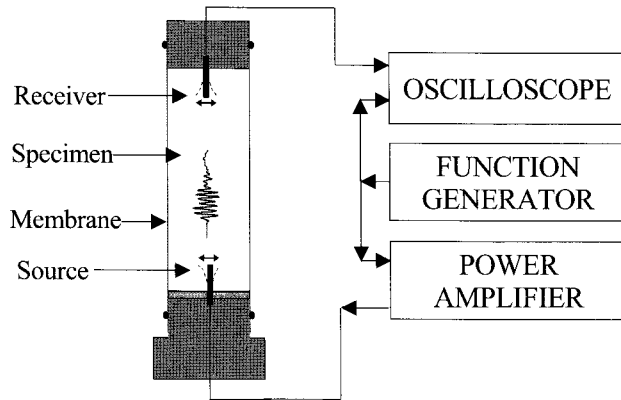 Receiver
Specimen
Membrane
Source
OSCILLOSCOPE
FUNCTION
GENERATOR
POWER
AMPLIFIER